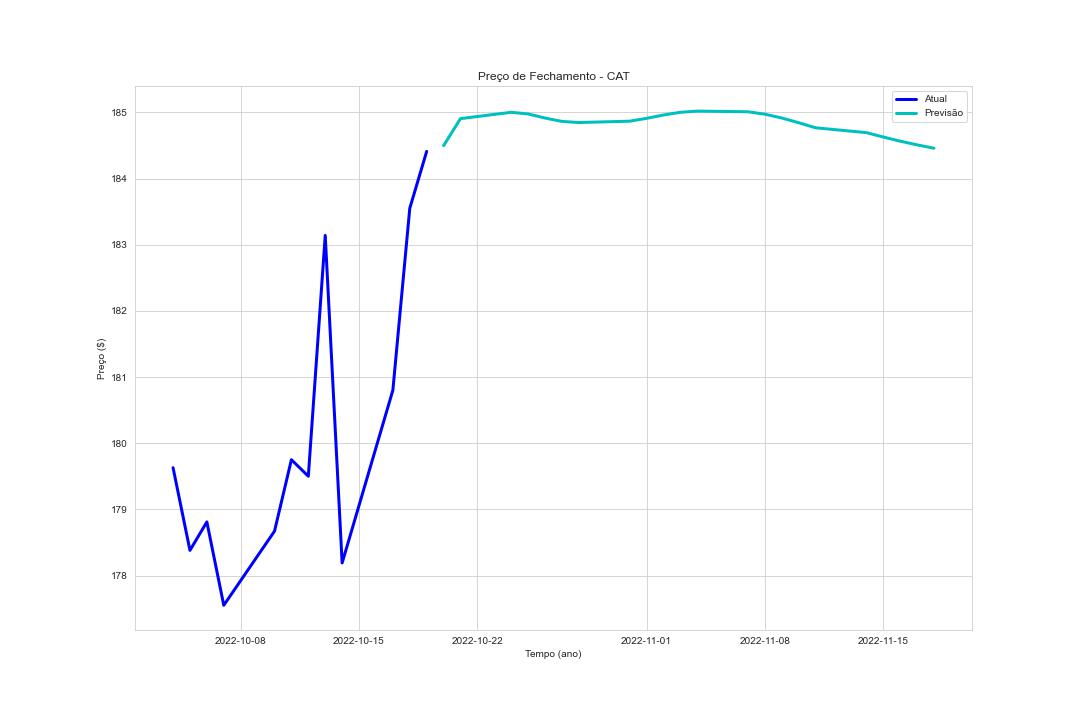 Preço de Fechamento - CAT
Atual
Previsão
185
184
183
182
181
180
179
178
Preço ($)
2022-10-08
2022-10-15
2022-10-22
2022-11-01
2022-11-08
2022-11-15
Tempo (ano)